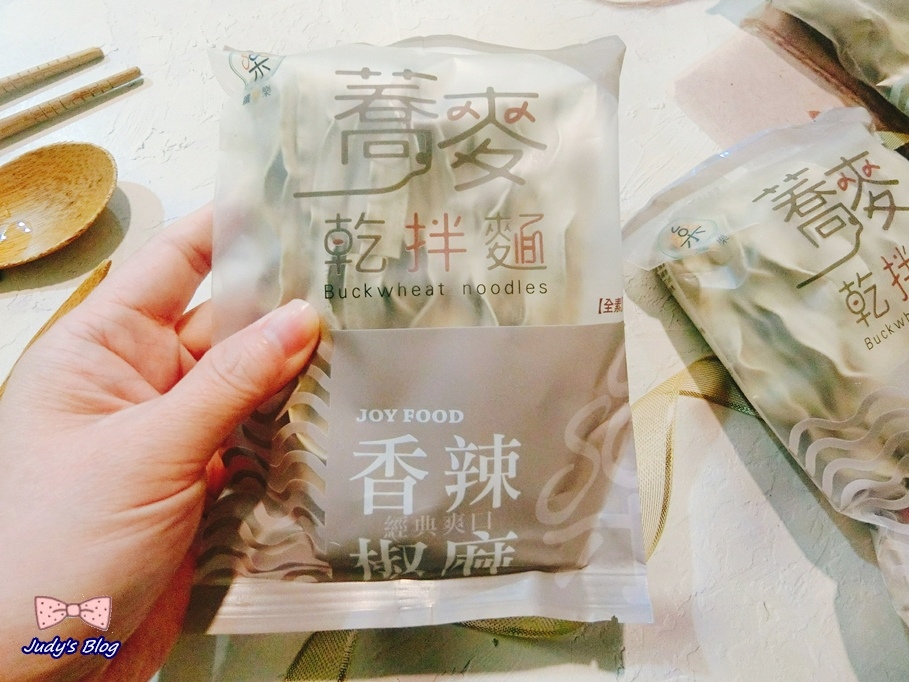 蕎麥
乾拌麵
Buckwheat noodles
【全素
JOY FOOD
香辣
經典爽口
椒麻
蕎麥
乾拌
Buckwh
Judy's Blog